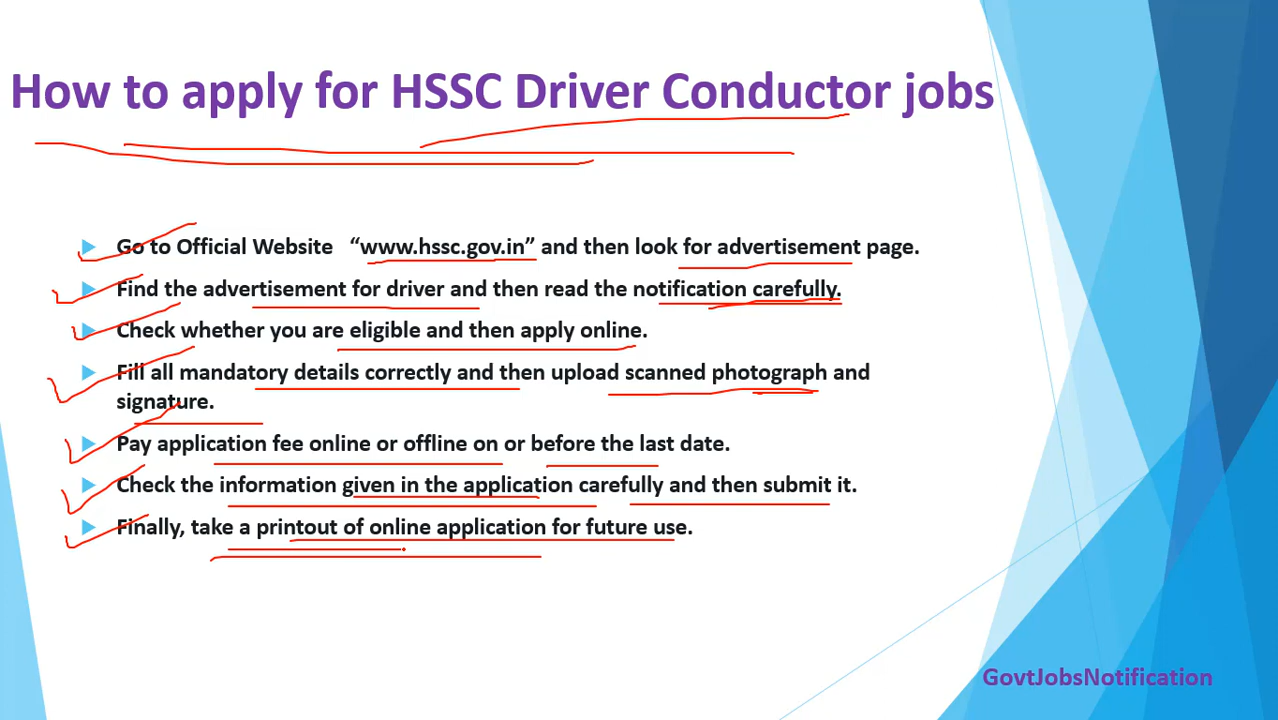 How to apply for HSSC Driver Conductor jobs
Go to Official Website “www.hssc.gov.in” and then look for advertisement page.
Find the advertisement for driver and then read the notification carefully.
Check whether you are eligible and then apply online.
Fill all mandatory details correctly and then upload scanned photograph and
signature.
Pay application fee online or offline on or before the last date.
Check the information given in the application carefully and then submit it.
Finally, take a printout of online application for future use.
GovtJobsNotification